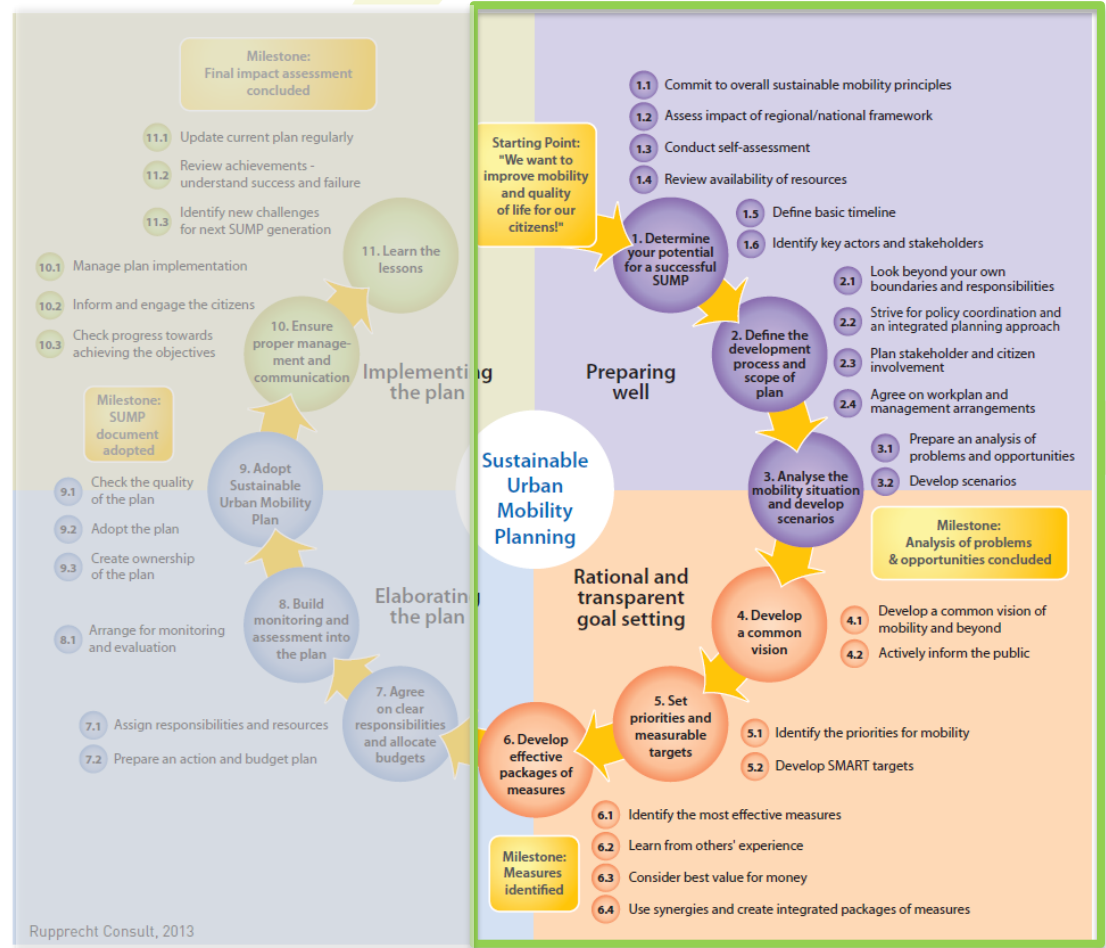 Starting Point:
"We want to
improve mobility
and quality
of life for our
citizens!"
1.1 Commit to overall sustainable mobility principles
1.2 Assess impact of regional/national framework
1.3 Conduct self-assessment
1.4 Review availability of resources
1.5 Define basic timeline
1.6 Identify key actors and stakeholders
1. Determine
your potential
for a successful
SUMP
2.1 Look beyond your own
boundaries and responsibilities
2.2 Strive for policy coordination and
an integrated planning approach
2.3 Plan stakeholder and citizen
involvement
2.4 Agree on workplan and
management arrangements
2. Define the
development
process and
scope of
plan
Preparing
well
3.1 Prepare an analysis of
problems and opportunities
3.2 Develop scenarios
3. Analyse the
mobility situation
and develop
scenarios
Milestone:
Analysis of problems
& opportunities concluded
Sustainable
Urban
Mobility
Planning
Rational and
transparent
goal setting
4. Develop
a common
vision
4.1 Develop a common vision of
mobility and beyond
4.2 Actively inform the public
5. Set
priorities and
measurable
targets
5.1 Identify the priorities for mobility
5.2 Develop SMART targets
6. Develop
effective
packages of
measures
6.1 Identify the most effective measures
6.2 Learn from others' experience
6.3 Consider best value for money
6.4 Use synergies and create integrated packages of measures
Milestone:
Measures
identified
7. Agree
on clear
responsibilities
and allocate
budgets
7.1 Assign responsibilities and resources
7.2 Prepare an action and budget plan
Elaborating
the plan
8. Build
monitoring and
assessment into
the plan
8.1 Arrange for monitoring
and evaluation
9. Adopt
Sustainable
Urban Mobility
Plan
9.1 Check the quality
of the plan
9.2 Adopt the plan
9.3 Create ownership
of the plan
Milestone:
SUMP
document
adopted
Implementing
the plan
10. Ensure
proper manage-
ment and
communication
10.1 Manage plan implementation
10.2 Inform and engage the citizens
10.3 Check progress towards
achieving the objectives
11. Learn the
lessons
11.1 Update current plan regularly
11.2 Review achievements -
understand success and failure
11.3 Identify new challenges
for next SUMP generation
Milestone:
Final impact assessment
concluded
Rupprecht Consult, 2013